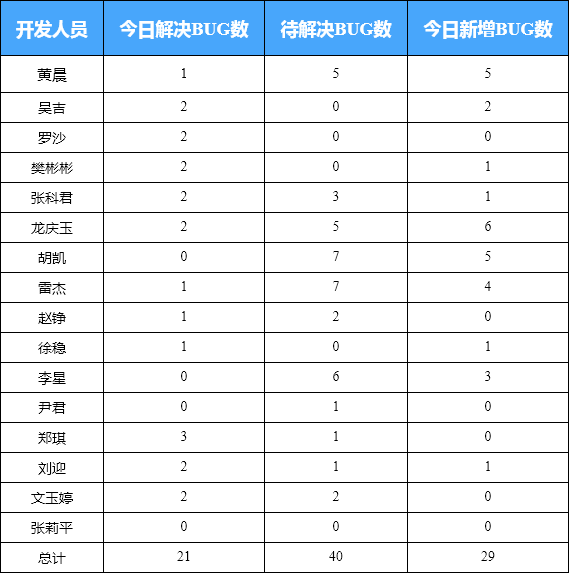 开发人员 今日解决BUG数 待解决BUG数 今日新增BUG数
黄晨 1 5 5
吴吉 2 0 2
罗沙 2 0 0
樊彬彬 2 0 1
张科君 2 3 1
龙庆玉 2 5 6
胡凯 0 7 5
雷杰 1 7 4
赵铮 1 2 0
徐稳 1 0 1
李星 0 6 3
尹君 0 1 0
郑琪 3 1 0
刘迎 2 1 1
文玉婷 2 2 0
张莉平 0 0 0
总计 21 40 29